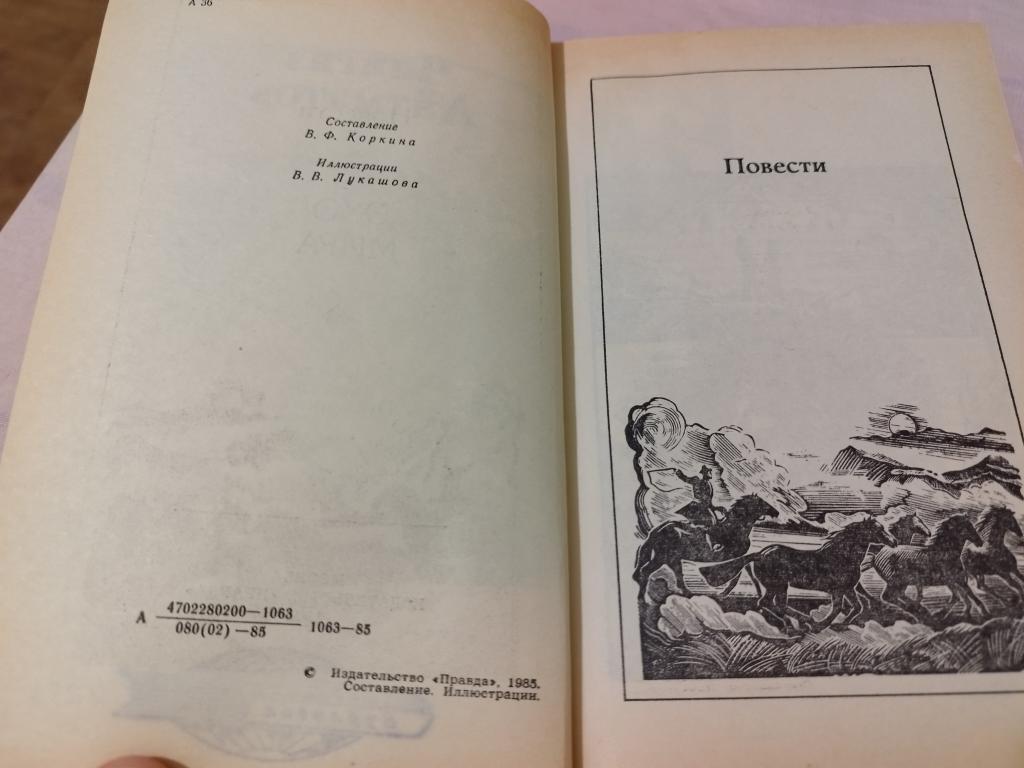 А 36
Составление
В. Ф. Коркина
Иллюстрации
В. В. Лукашова
А 4702280200—1063
080(02)—85 1063—85
© Издательство «Правда», 1985.
Составление. Иллюстрации.
Повести